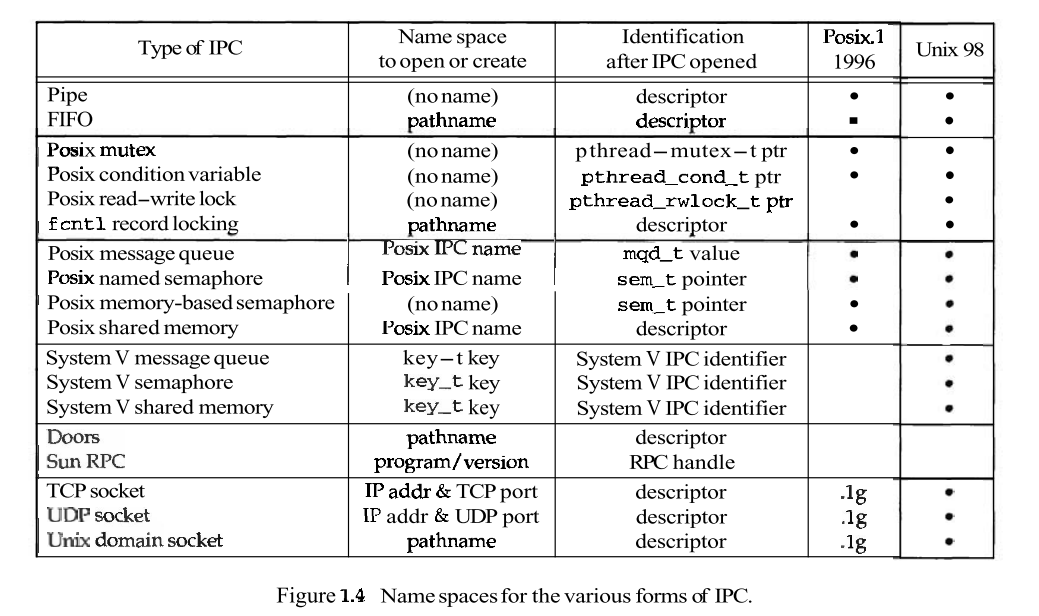 Type of IPC Name space to open or create Identification after IPC opened Posix.1 1996 Unix 98
Pipe (no name) descriptor • •
FIFO pathname descriptor ▪ •
Posix mutex (no name) pthread–mutex–t ptr • •
Posix condition variable (no name) pthread_cond_t ptr • •
Posix read–write lock (no name) pthread_rwlock_t ptr •
fcntl record locking pathname descriptor • •
Posix message queue Posix IPC name mqd_t value • •
Posix named semaphore Posix IPC name sem_t pointer • •
Posix memory-based semaphore (no name) sem_t pointer • •
Posix shared memory Posix IPC name descriptor • •
System V message queue key–t key System V IPC identifier •
System V semaphore key_t key System V IPC identifier •
System V shared memory key_t key System V IPC identifier •
Doors pathname descriptor
Sun RPC program/version RPC handle
TCP socket IP addr & TCP port descriptor .1g •
UDP socket IP addr & UDP port descriptor .1g •
Unix domain socket pathname descriptor .1g •
Figure 1.4 Name spaces for the various forms of IPC.